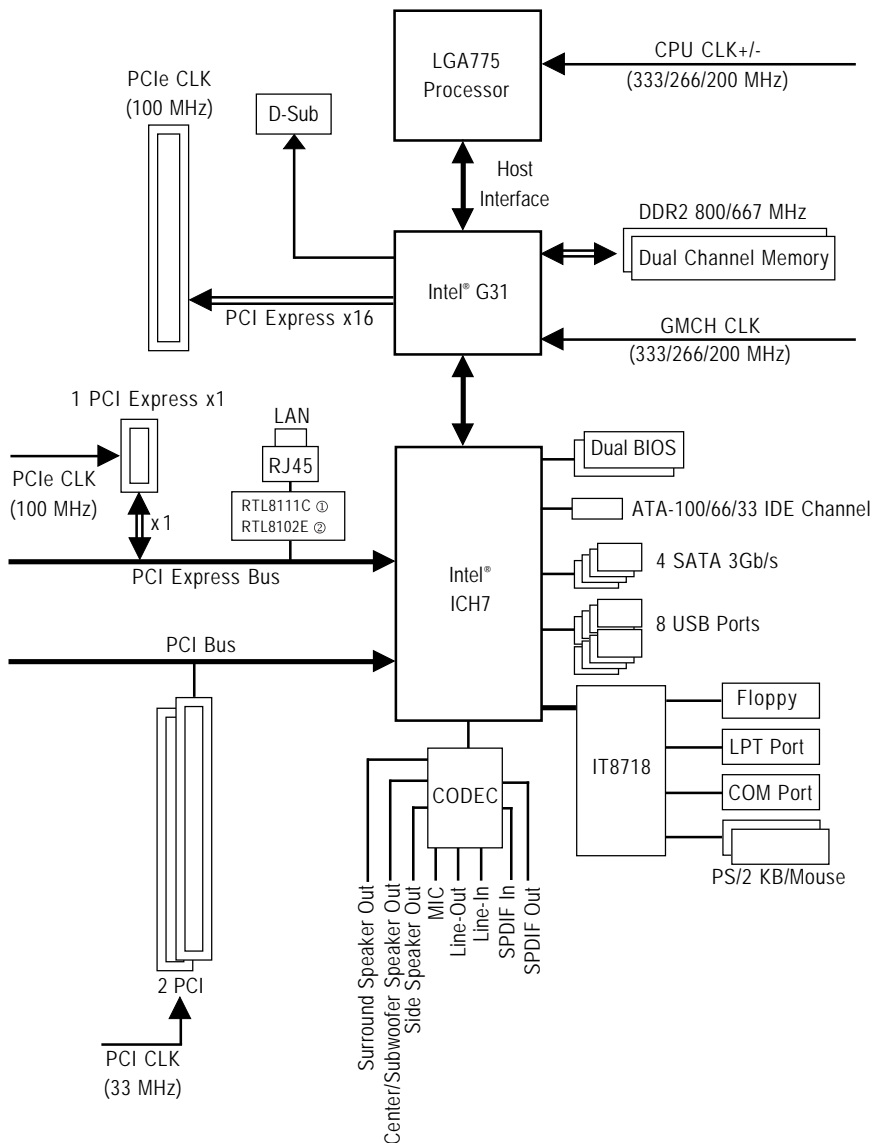 LGA775
Processor
CPU CLK+/-
(333/266/200 MHz)
PCIe CLK
(100 MHz)
D-Sub
Host
Interface
DDR2 800/667 MHz
Dual Channel Memory
Intel® G31
PCI Express x16
GMCH CLK
(333/266/200 MHz)
1 PCI Express x1
LAN
RJ45
PCIe CLK
(100 MHz)
x1
RTL8111C ①
RTL8102E ②
PCI Express Bus
Dual BIOS
ATA-100/66/33 IDE Channel
Intel®
ICH7
4 SATA 3Gb/s
8 USB Ports
PCI Bus
IT8718
Floppy
LPT Port
COM Port
PS/2 KB/Mouse
CODEC
Surround Speaker Out
Center/Subwoofer Speaker Out
Side Speaker Out
MIC
Line-Out
Line-In
SPDIF In
SPDIF Out
2 PCI
PCI CLK
(33 MHz)